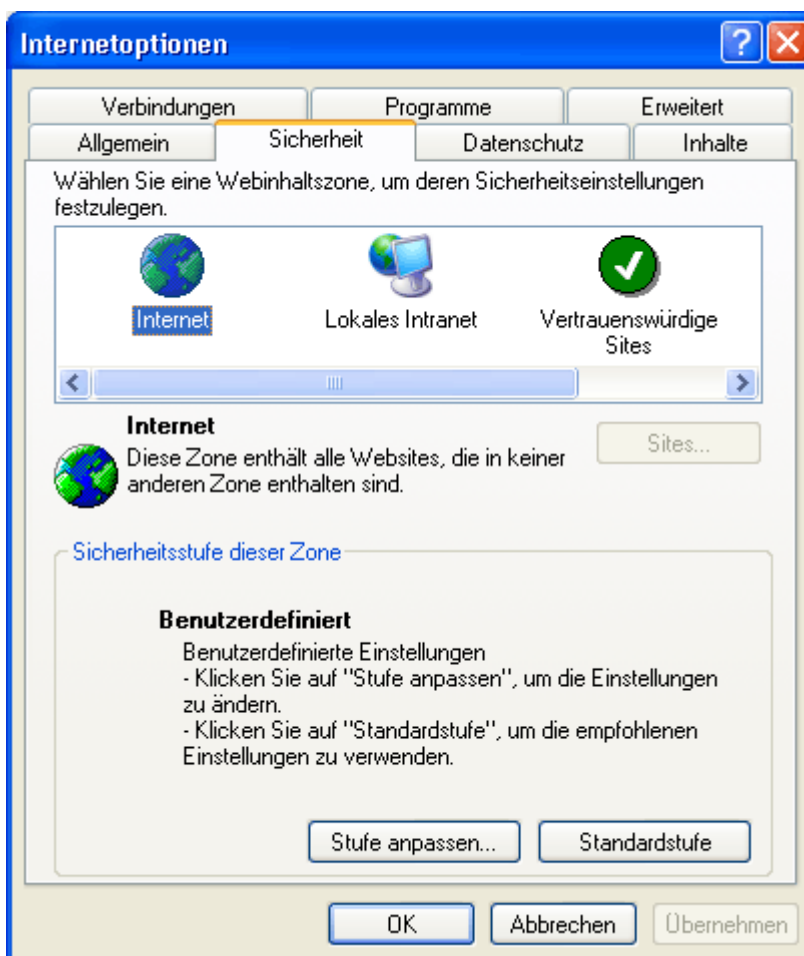 Internetoptionen
Verbindungen Programme Erweitert
Allgemein Sicherheit Datenschutz Inhalte
Wählen Sie eine Webinhaltszone, um deren Sicherheitseinstellungen
festzulegen.
Internet Lokales Intranet Vertrauenswürdige
Sites
Internet
Sites...
Diese Zone enthält alle Websites, die in keiner
anderen Zone enthalten sind.
Sicherheitsstufe dieser Zone
Benutzerdefiniert
Benutzerdefinierte Einstellungen
- Klicken Sie auf "Stufe anpassen", um die Einstellungen
zu ändern.
- Klicken Sie auf "Standardstufe", um die empfohlenen
Einstellungen zu verwenden.
Stufe anpassen... Standardstufe
OK Abbrechen Übernehmen